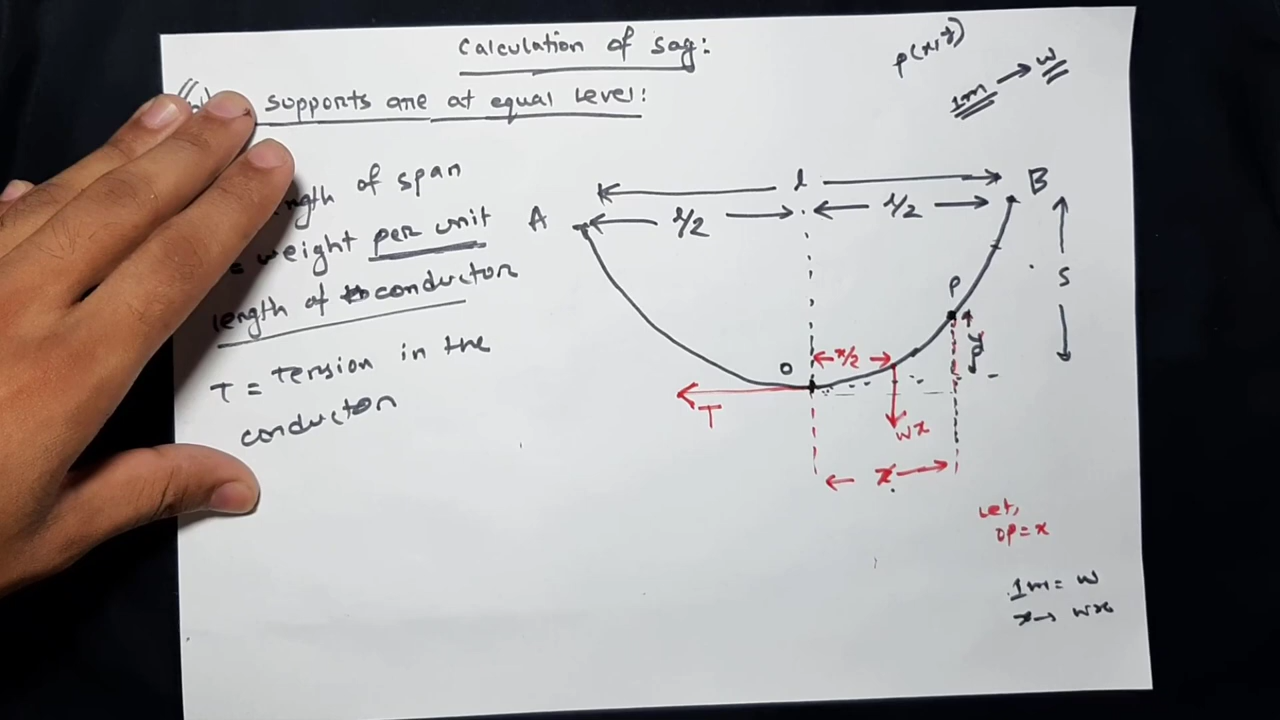 Calculation of sag:
supports are at equal level:
ngth of span
= weight per unit
length of conductor
T = Tension in the
conductor
P(x,y)
1m → w
l
A
B
l/2
l/2
S
P
y
O
x/2
T
wx
x
Let,
OP = x
1m = w
x → wx